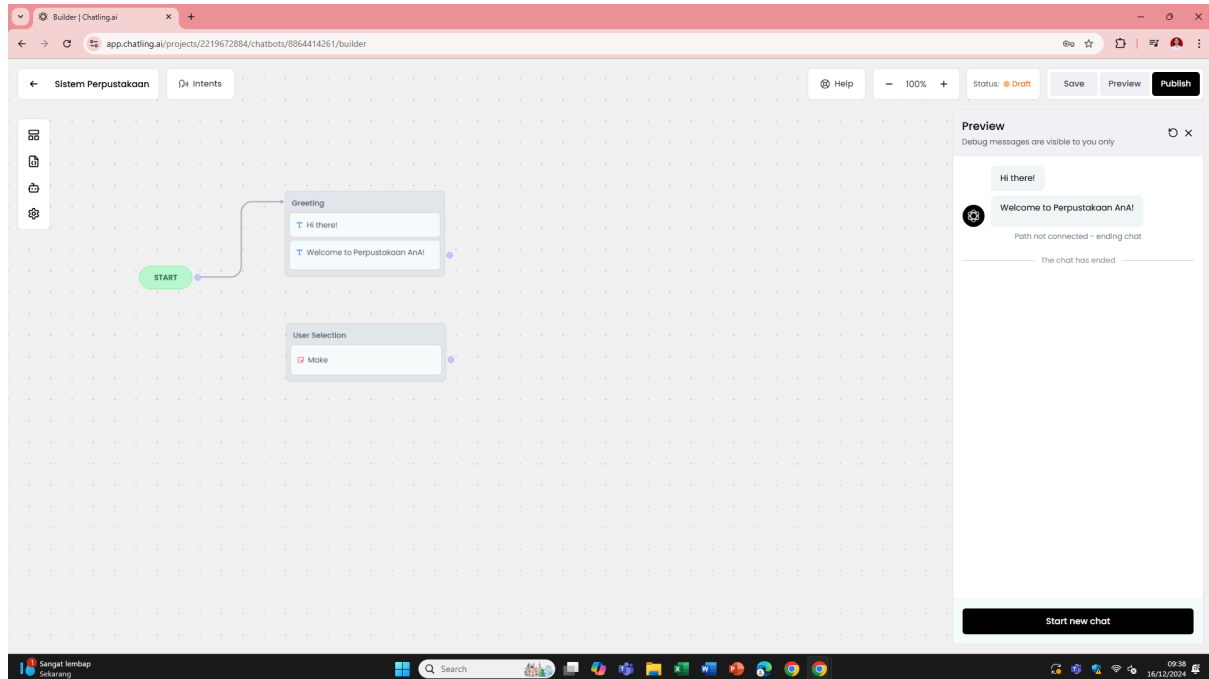 Builder | Chatling.ai
app.chatling.ai/projects/2219672884/chatbots/8864414261/builder
Sistem Perpustakaan
Intents
Help
100%
Status: Draft
Save
Preview
Publish
Preview
Debug messages are visible to you only
Hi there!
Welcome to Perpustakaan AnA!
Path not connected - ending chat
The chat has ended
Start new chat
START
Greeting
Hi there!
Welcome to Perpustakaan AnA!
User Selection
Make
1
Sangat lembap
Sekarang
Search
09:38
16/12/2024